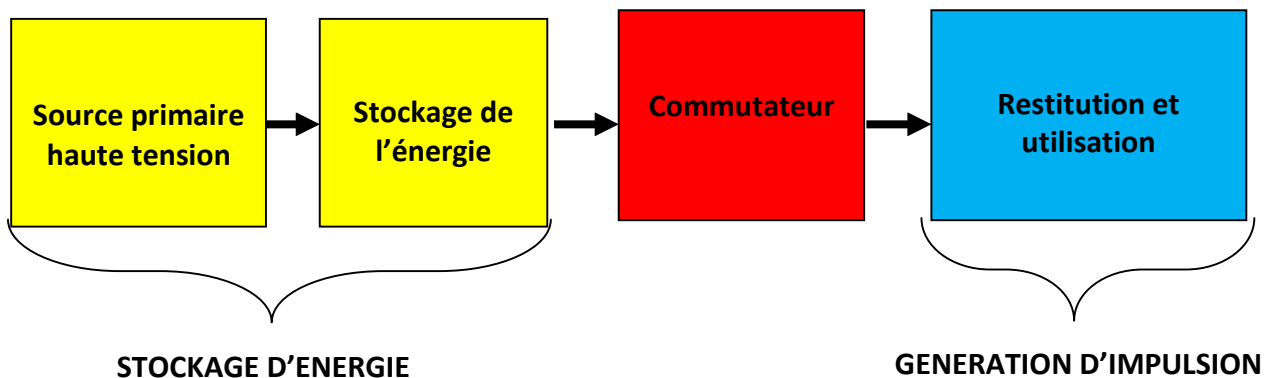 Source primaire
haute tension
Stockage de
l’énergie
Commutateur
Restitution et
utilisation
STOCKAGE D’ENERGIE
GENERATION D’IMPULSION